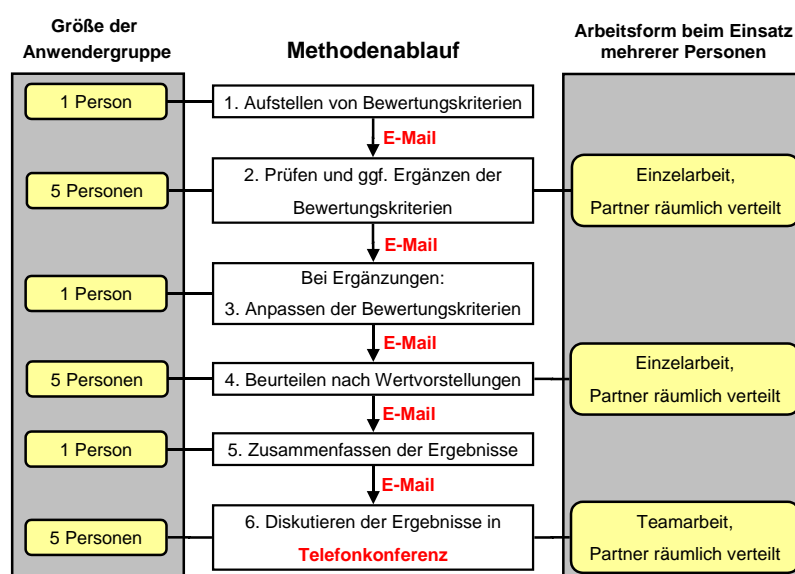 Größe der
Anwendergruppe
Methodenablauf
Arbeitsform beim Einsatz
mehrerer Personen
1 Person
1. Aufstellen von Bewertungskriterien
E-Mail
5 Personen
2. Prüfen und ggf. Ergänzen der
Bewertungskriterien
Einzelarbeit,
Partner räumlich verteilt
E-Mail
1 Person
Bei Ergänzungen:
3. Anpassen der Bewertungskriterien
E-Mail
5 Personen
4. Beurteilen nach Wertvorstellungen
Einzelarbeit,
Partner räumlich verteilt
E-Mail
1 Person
5. Zusammenfassen der Ergebnisse
E-Mail
5 Personen
6. Diskutieren der Ergebnisse in
Telefonkonferenz
Teamarbeit,
Partner räumlich verteilt